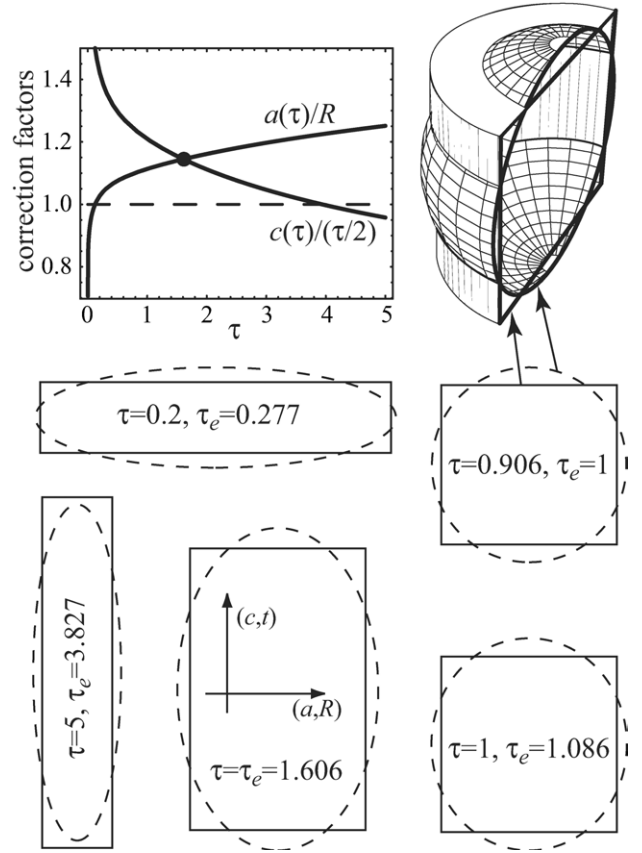 correction factors
1.4
1.2
1.0
0.8
a(τ)/R
c(τ)/(τ/2)
0 1 2 3 4 5
τ
τ=0.2, τₑ=0.277
τ=0.906, τₑ=1
τ=5, τₑ=3.827
(c,t)
(a,R)
τ=τₑ=1.606
τ=1, τₑ=1.086